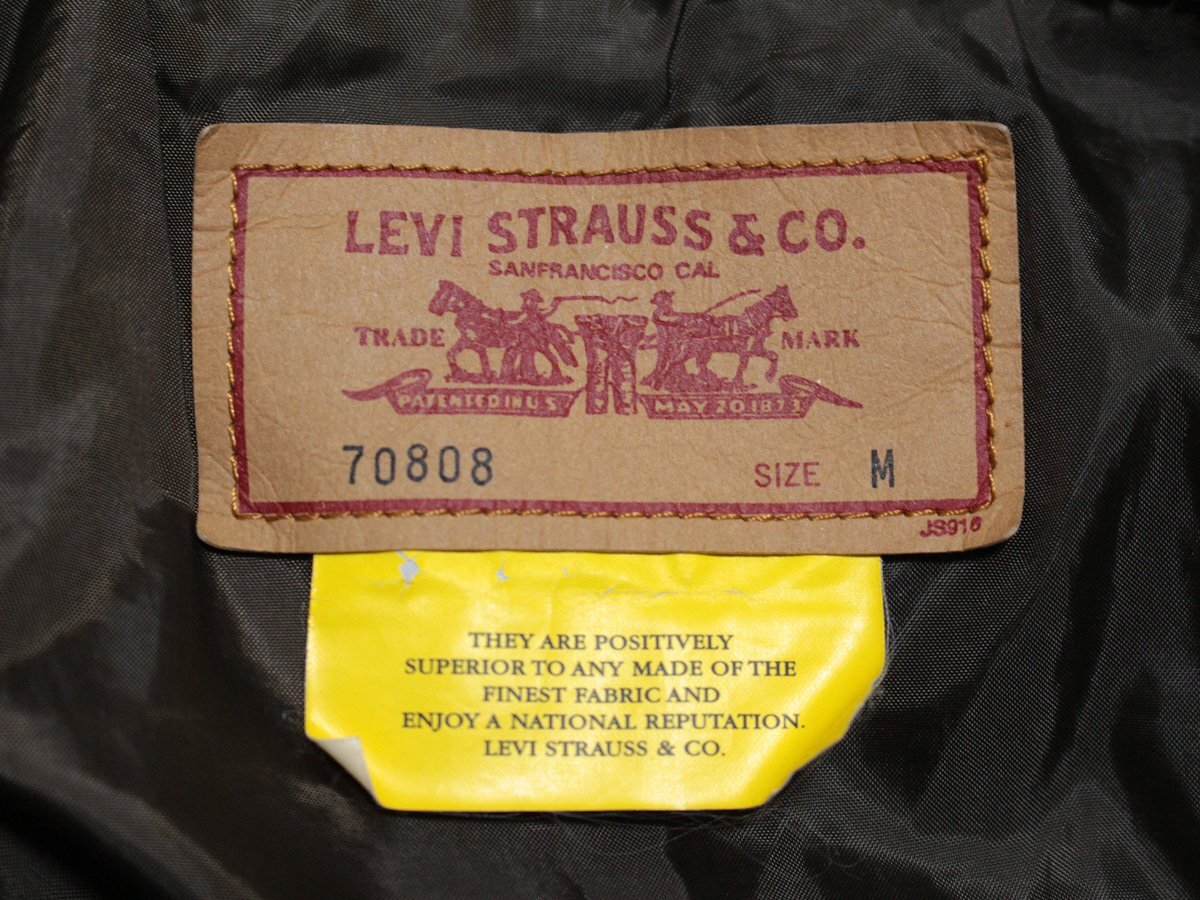 LEVI STRAUSS & CO.
SANFRANCISCO CAL
TRADE MARK
PATENTED IN U.S. MAY 20 1873
70808 SIZE M
JS916
THEY ARE POSITIVELY
SUPERIOR TO ANY MADE OF THE
FINEST FABRIC AND
ENJOY A NATIONAL REPUTATION.
LEVI STRAUSS & CO.